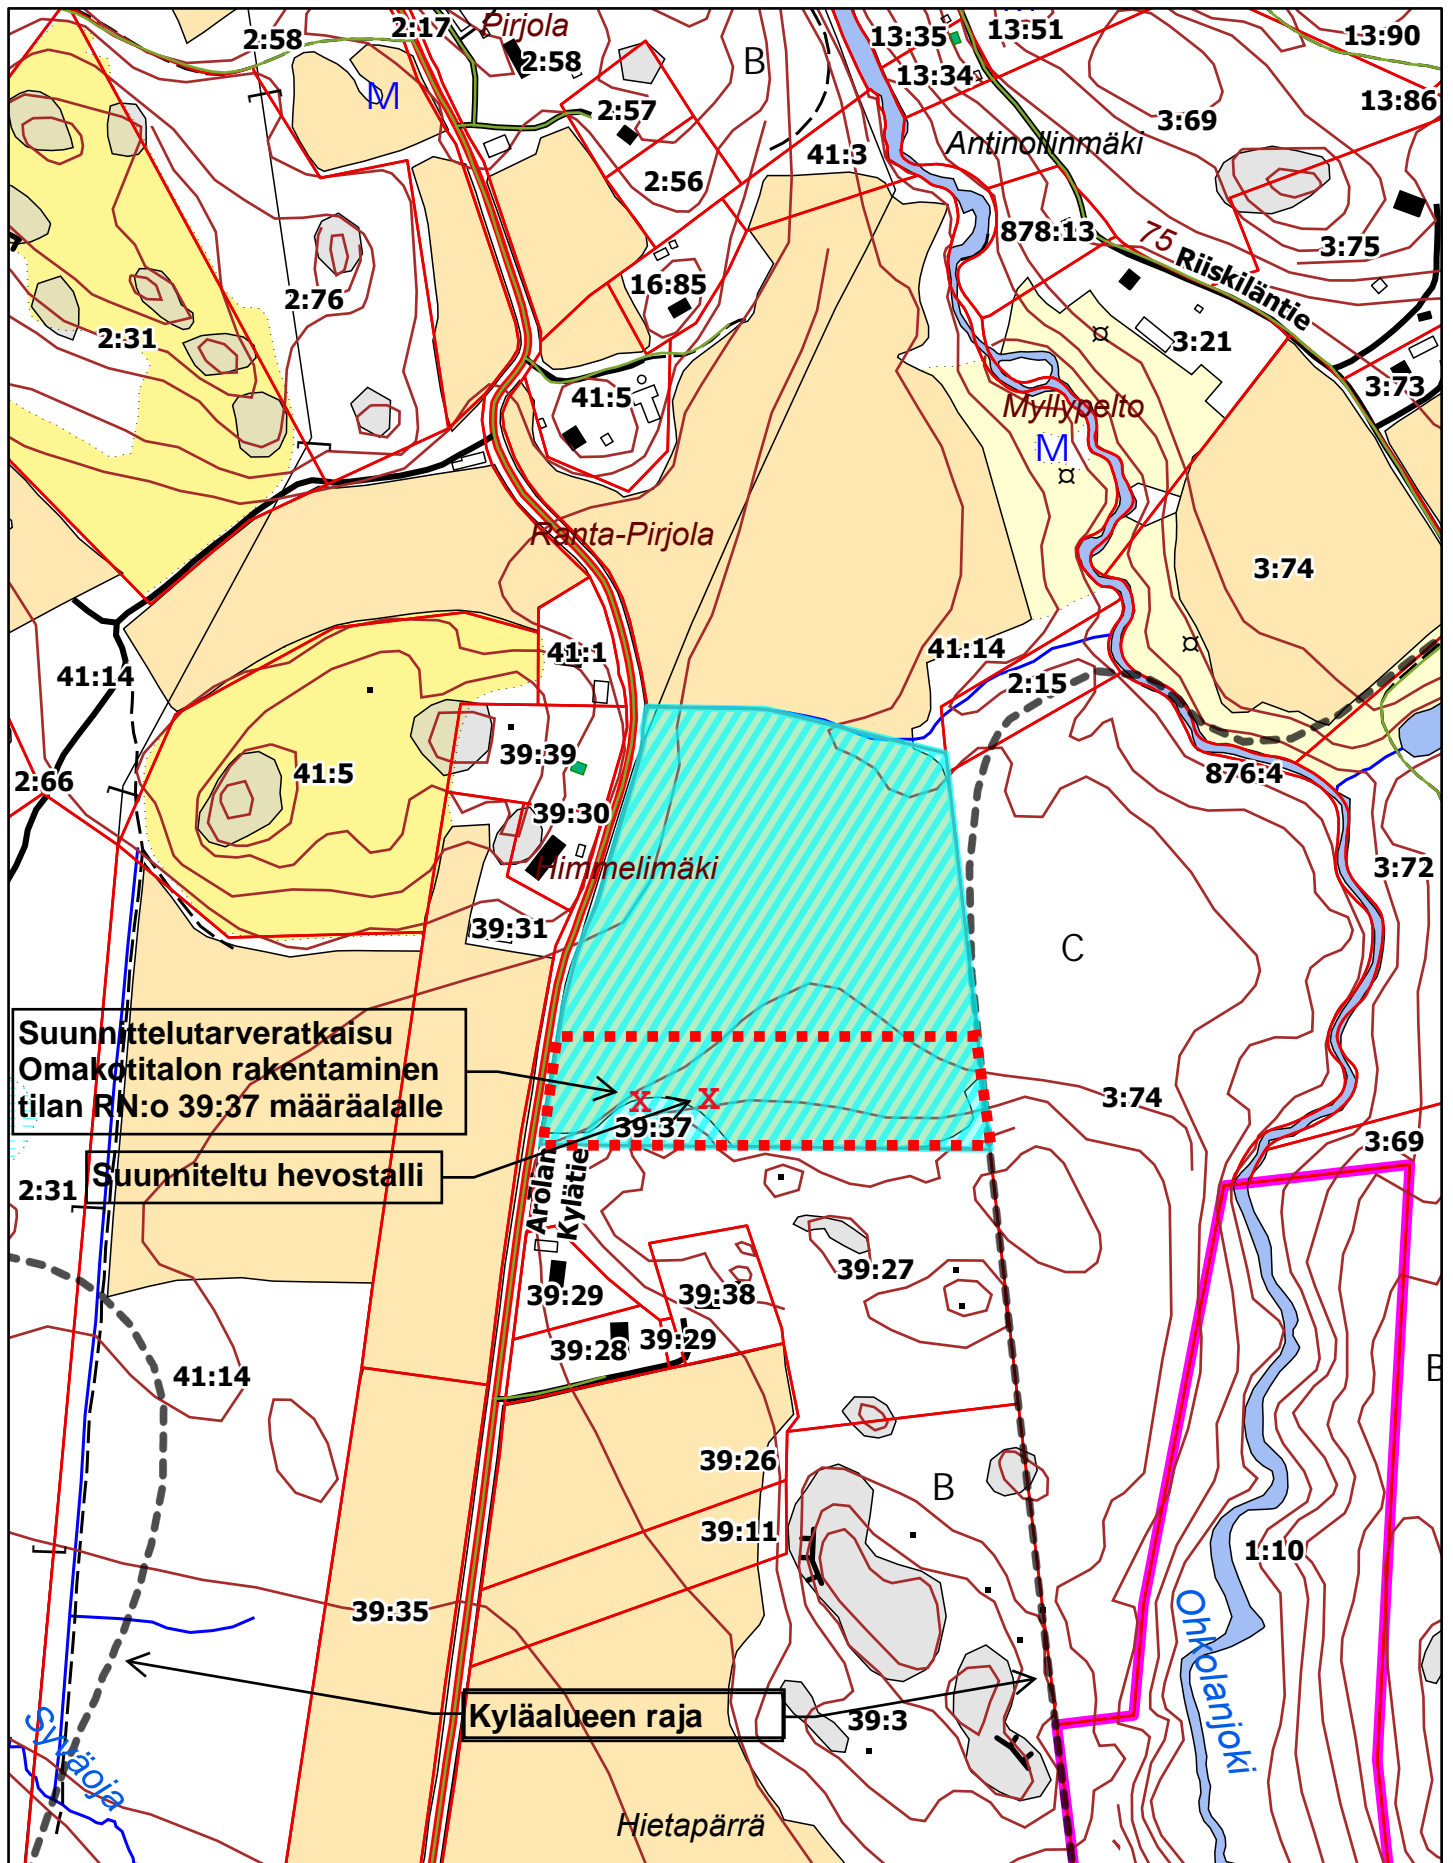 2:58
2:17
Pirjola
2:58
B
13:35
13:51
13:90
13:34
M
2:57
13:86
3:69
Antinollinmäki
41:3
2:56
878:13
75
Riiskiläntie
3:75
16:85
2:76
2:31
3:21
41:5
3:73
Myllypelto
M
Ranta-Pirjola
3:74
41:1
41:14
41:14
2:15
39:39
41:5
2:66
876:4
39:30
Himmelimäki
3:72
39:31
C
Suunnittelutarveratkaisu
Omakotitalon rakentaminen
tilan RN:o 39:37 määräalalle
x
x
39:37
3:74
3:69
Suunniteltu hevostalli
2:31
Arolan
Kylätie
39:27
39:29
39:38
39:28
39:29
41:14
B
39:26
B
39:11
1:10
39:35
Ohkolanjoki
Kyläalueen raja
39:3
Syväoja
Hietapärrä